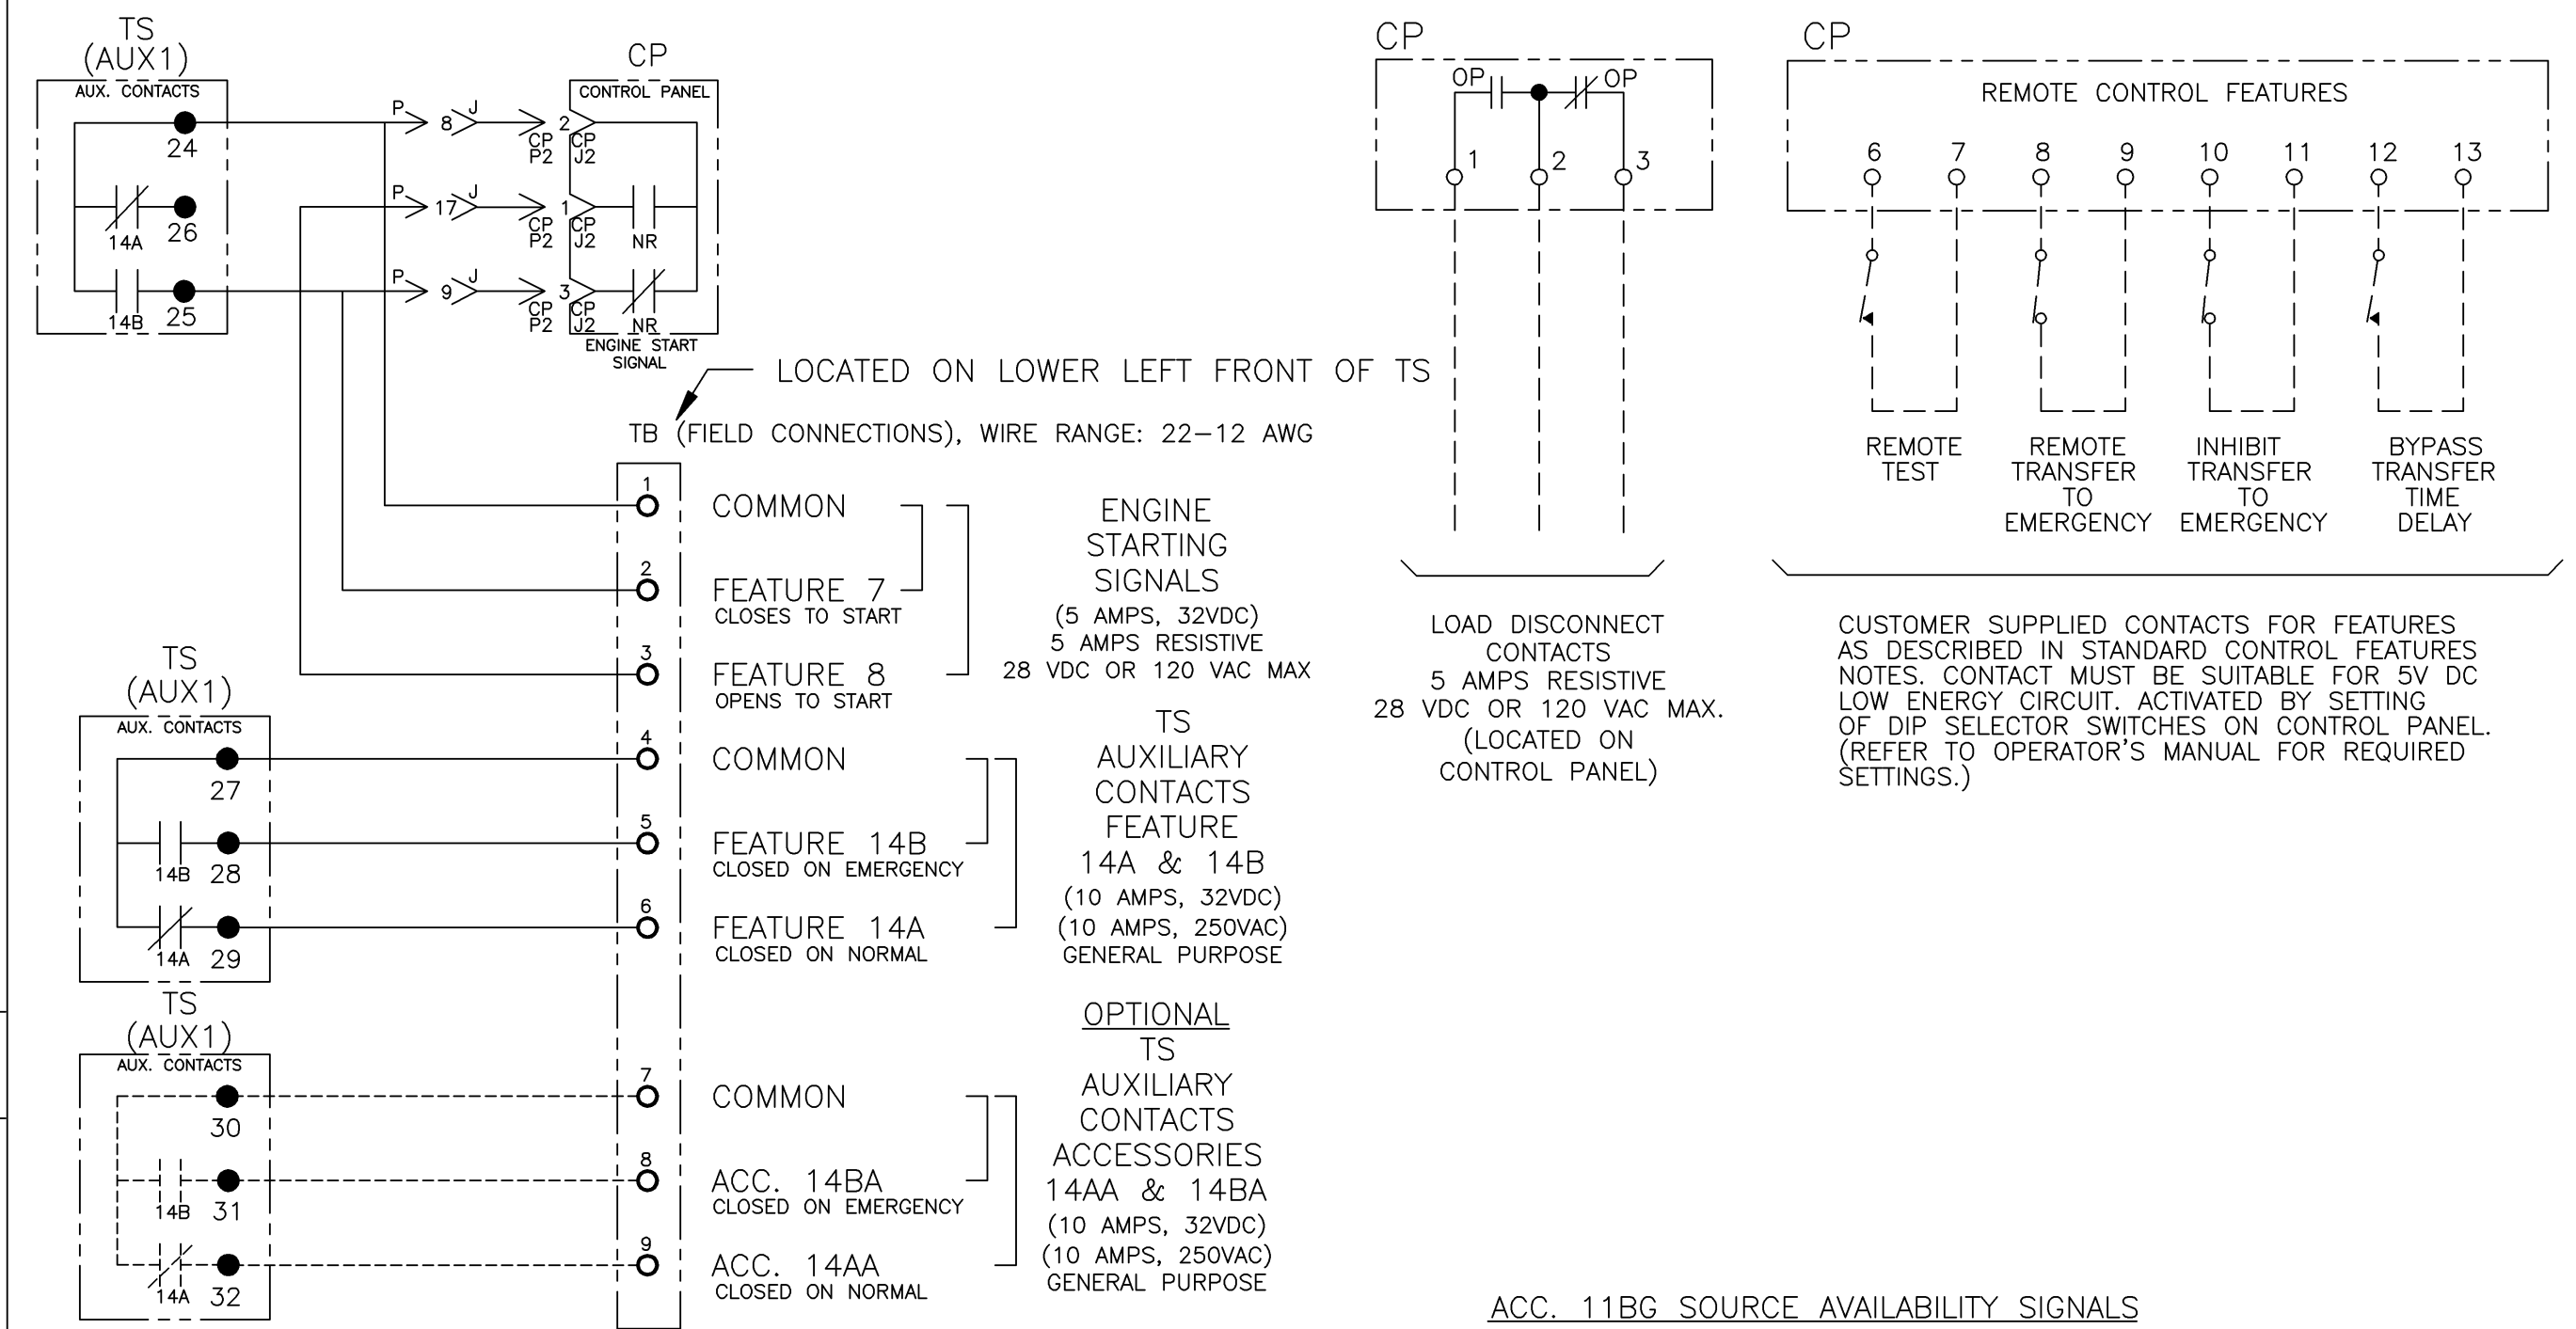 TS
(AUX1)
AUX. CONTACTS
24
14A
26
14B
25
P
8
J
CP
P2
2
CP
J2
P
17
J
CP
P2
1
CP
J2
NR
P
9
J
CP
P2
3
CP
J2
NR
CP
CONTROL PANEL
ENGINE START
SIGNAL
LOCATED ON LOWER LEFT FRONT OF TS
TB (FIELD CONNECTIONS), WIRE RANGE: 22-12 AWG
1
COMMON
2
FEATURE 7
CLOSES TO START
3
FEATURE 8
OPENS TO START
ENGINE
STARTING
SIGNALS
(5 AMPS, 32VDC)
5 AMPS RESISTIVE
28 VDC OR 120 VAC MAX
TS
(AUX1)
AUX. CONTACTS
27
14B
28
14A
29
4
COMMON
5
FEATURE 14B
CLOSED ON EMERGENCY
6
FEATURE 14A
CLOSED ON NORMAL
TS
AUXILIARY
CONTACTS
FEATURE
14A & 14B
(10 AMPS, 32VDC)
(10 AMPS, 250VAC)
GENERAL PURPOSE
TS
(AUX1)
AUX. CONTACTS
30
14B
31
14A
32
7
COMMON
8
ACC. 14BA
CLOSED ON EMERGENCY
9
ACC. 14AA
CLOSED ON NORMAL
OPTIONAL
TS
AUXILIARY
CONTACTS
ACCESSORIES
14AA & 14BA
(10 AMPS, 32VDC)
(10 AMPS, 250VAC)
GENERAL PURPOSE
CP
OP
OP
1
2
3
LOAD DISCONNECT
CONTACTS
5 AMPS RESISTIVE
28 VDC OR 120 VAC MAX.
(LOCATED ON
CONTROL PANEL)
CP
REMOTE CONTROL FEATURES
6 7 8 9 10 11 12 13
REMOTE
TEST
REMOTE
TRANSFER
TO
EMERGENCY
INHIBIT
TRANSFER
TO
EMERGENCY
BYPASS
TRANSFER
TIME
DELAY
CUSTOMER SUPPLIED CONTACTS FOR FEATURES
AS DESCRIBED IN STANDARD CONTROL FEATURES
NOTES. CONTACT MUST BE SUITABLE FOR 5V DC
LOW ENERGY CIRCUIT. ACTIVATED BY SETTING
OF DIP SELECTOR SWITCHES ON CONTROL PANEL.
(REFER TO OPERATOR'S MANUAL FOR REQUIRED
SETTINGS.)
ACC. 11BG SOURCE AVAILABILITY SIGNALS